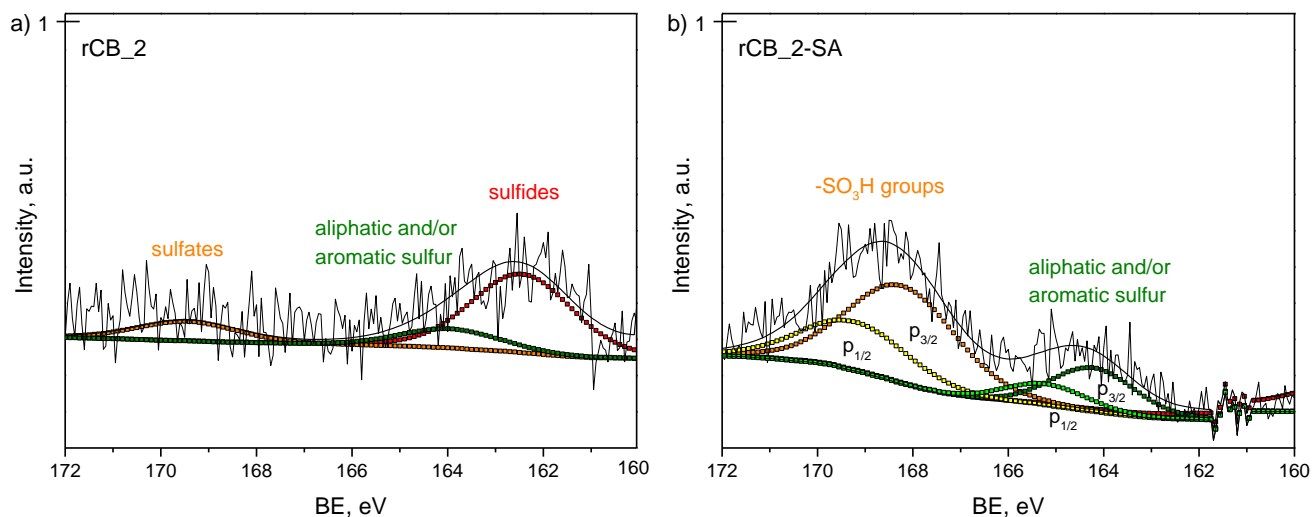 a) 1
rCB_2
Intensity, a.u.
sulfates
aliphatic and/or
aromatic sulfur
sulfides
172 170 168 166 164 162 160
BE, eV
b) 1
rCB_2-SA
Intensity, a.u.
-SO₃H groups
aliphatic and/or
aromatic sulfur
p₁/₂
p₃/₂
p₃/₂
p₁/₂
172 170 168 166 164 162 160
BE, eV